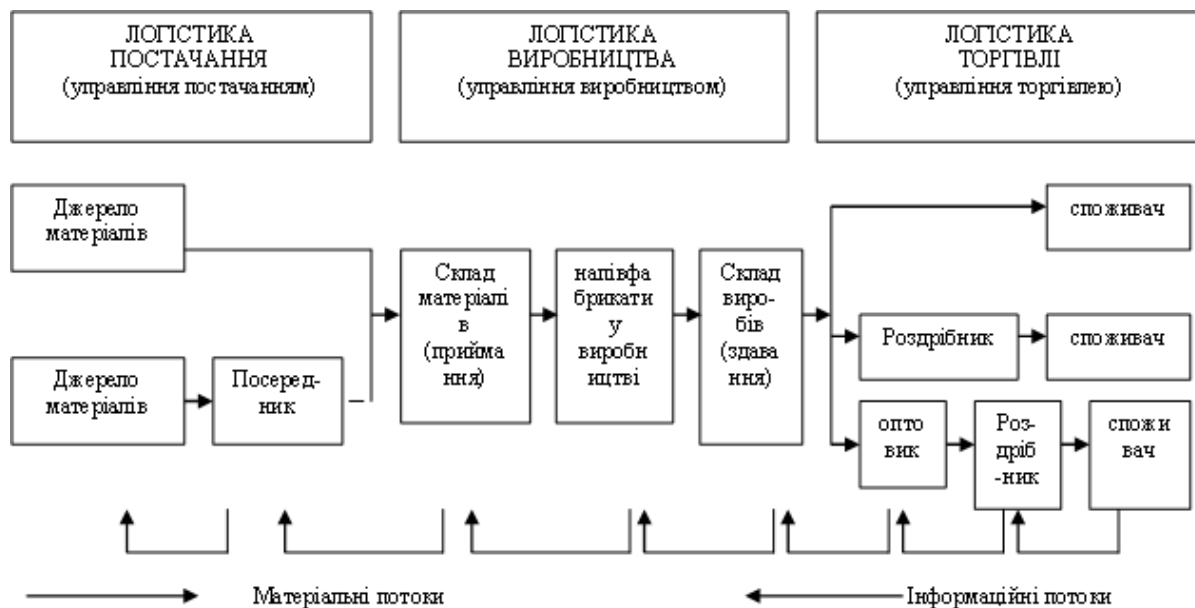 ЛОГІСТИКА
ПОСТАЧАННЯ
(управління постачанням)
ЛОГІСТИКА
ВИРОБНИЦТВА
(управління виробництвом)
ЛОГІСТИКА
ТОРГІВЛІ
(управління торгівлею)
Джерело
матеріалів
Джерело
матеріалів
Посеред-
ник
Склад
матеріалі
в
(прийма
ння)
напівфа
брикати
у
виробн
ицтві
Склад
виро-
бів
(здава
ння)
споживач
Роздрібник
споживач
опто
вик
Роз-
дріб
-ник
спожи
вач
Матеріальні потоки
Інформаційні потоки